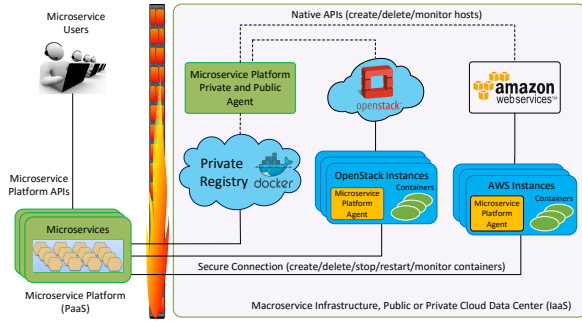 Microservice
Users
Native APIs (create/delete/monitor hosts)
Microservice Platform
Private and Public
Agent
openstack
amazon
webservices™
Private
Registry
docker
Microservice
Platform APIs
OpenStack Instances
Microservice
Platform
Agent
Containers
AWS Instances
Microservice
Platform
Agent
Containers
Microservices
Secure Connection (create/delete/stop/restart/monitor containers)
Microservice Platform
(PaaS)
Macroservice Infrastructure, Public or Private Cloud Data Center (IaaS)